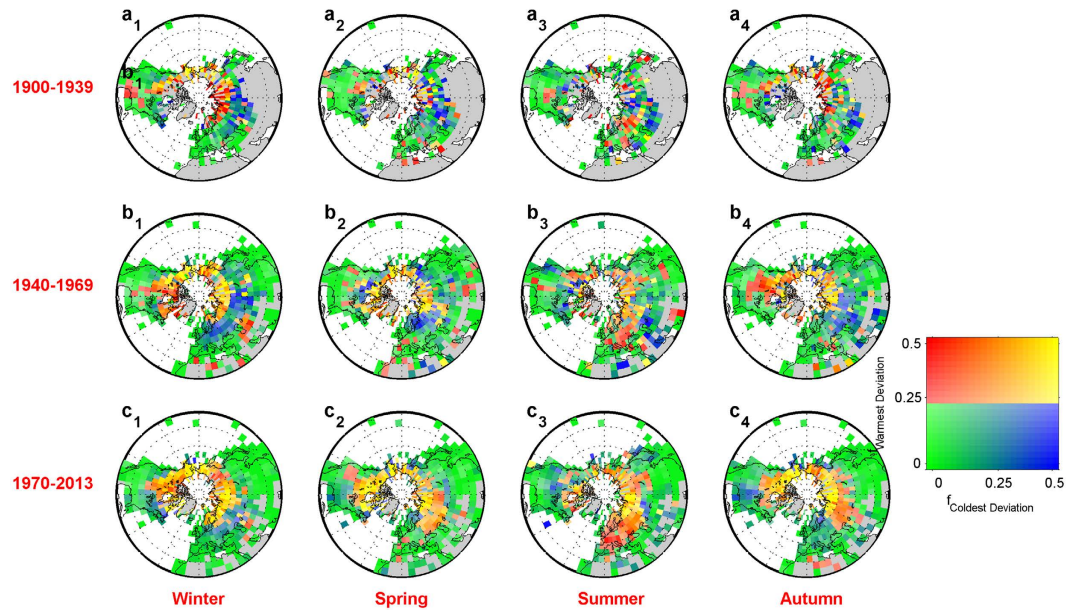 a1 a2 a3 a4
b1
1900-1939
b1 b2 b3 b4
1940-1969
0.5
0.25
0
Warmest Deviation
0 0.25 0.5
fColdest Deviation
c1 c2 c3 c4
1970-2013
Winter Spring Summer Autumn